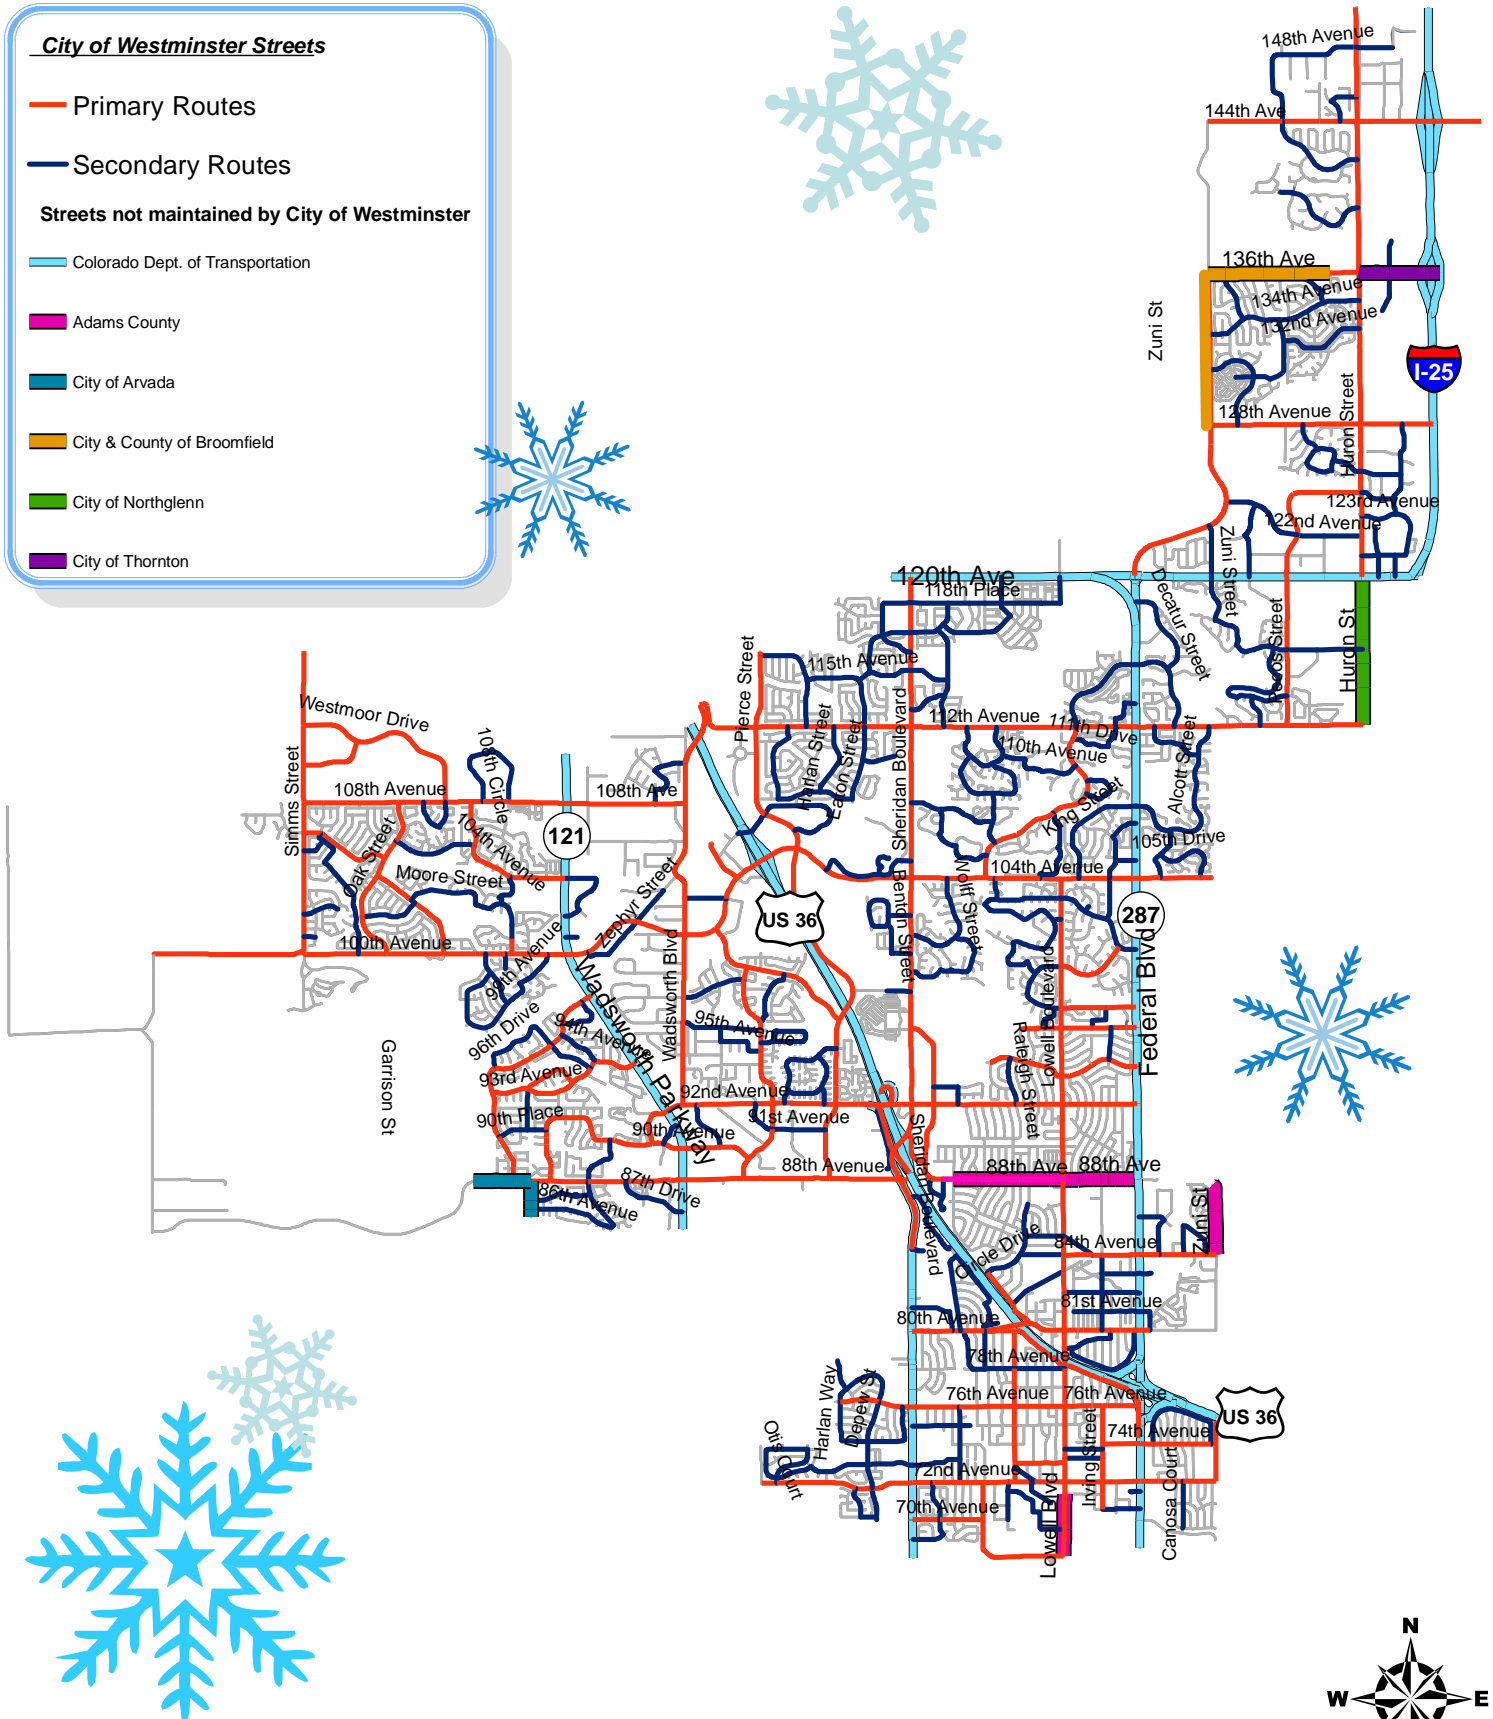 City of Westminster Streets
Primary Routes
Secondary Routes
Streets not maintained by City of Westminster
Colorado Dept. of Transportation
Adams County
City of Arvada
City & County of Broomfield
City of Northglenn
City of Thornton
148th Avenue
144th Ave
136th Ave
134th Avenue
132nd Avenue
Zuni St
I-25
128th Avenue
Huron Street
123rd Avenue
122nd Avenue
Zuni Street
120th Ave
118th Place
Decatur Street
Pecos Street
Huron St
Pierce Street
115th Avenue
Westmoor Drive
112th Avenue
111th Drive
110th Avenue
Harlan Street
Eaton Street
Sheridan Boulevard
Alcott Street
Simms Street
108th Circle
108th Avenue
108th Ave
King Street
121
104th Avenue
Oak Street
Moore Street
105th Drive
104th Avenue
Zephyr Street
Benton Street
Wolff Street
US 36
287
100th Avenue
99th Avenue
Wadsworth Blvd
Wadsworth Parkway
Lowell Boulevard
Federal Blvd
96th Drive
94th Avenue
95th Avenue
Raleigh Street
Garrison St
93rd Avenue
92nd Avenue
90th Place
91st Avenue
90th Avenue
Sheridan Boulevard
88th Avenue
88th Ave
88th Ave
87th Drive
86th Avenue
Zuni St
Circle Drive
84th Avenue
81st Avenue
80th Avenue
78th Avenue
76th Avenue
76th Avenue
Harlan Way
Depew St
US 36
Otis Court
74th Avenue
Irving Street
72nd Avenue
70th Avenue
Lowell Blvd
Canosa Court
N
W
E